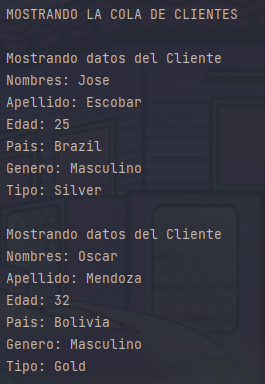 MOSTRANDO LA COLA DE CLIENTES
Mostrando datos del Cliente
Nombres: Jose
Apellido: Escobar
Edad: 25
Pais: Brazil
Genero: Masculino
Tipo: Silver
Mostrando datos del Cliente
Nombres: Oscar
Apellido: Mendoza
Edad: 32
Pais: Bolivia
Genero: Masculino
Tipo: Gold